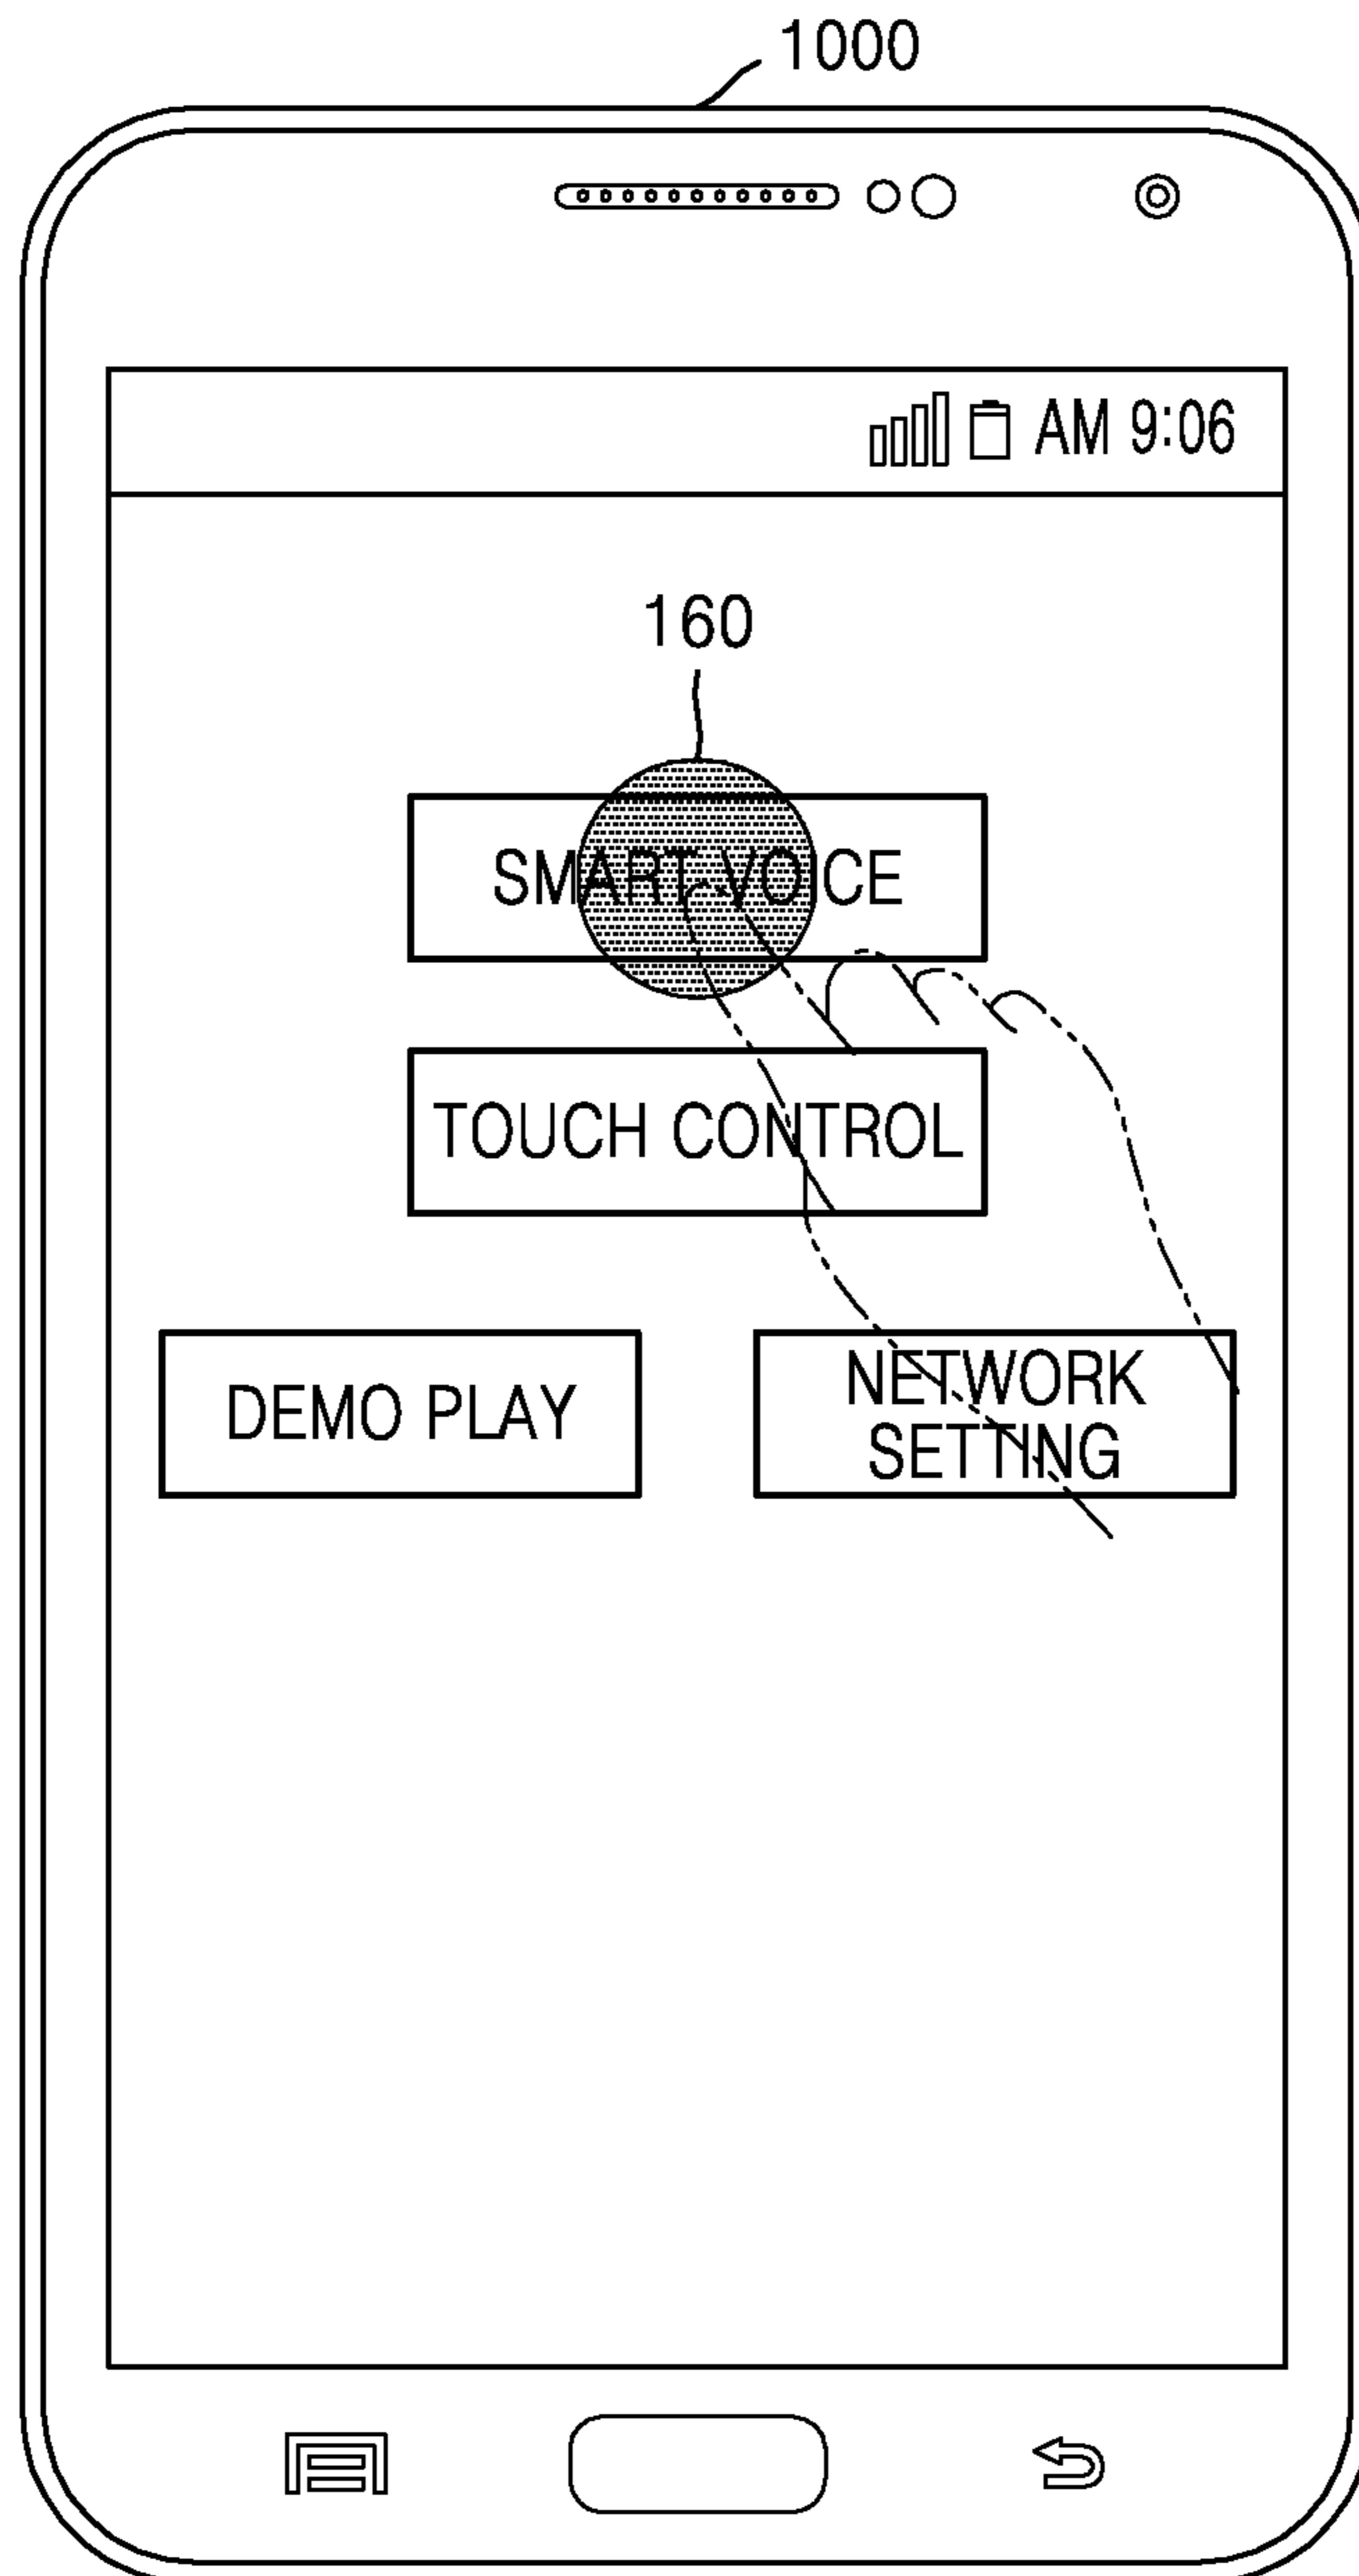 1000
AM 9:06
160
SMART VOICE
TOUCH CONTROL
DEMO PLAY
NETWORK
SETTING